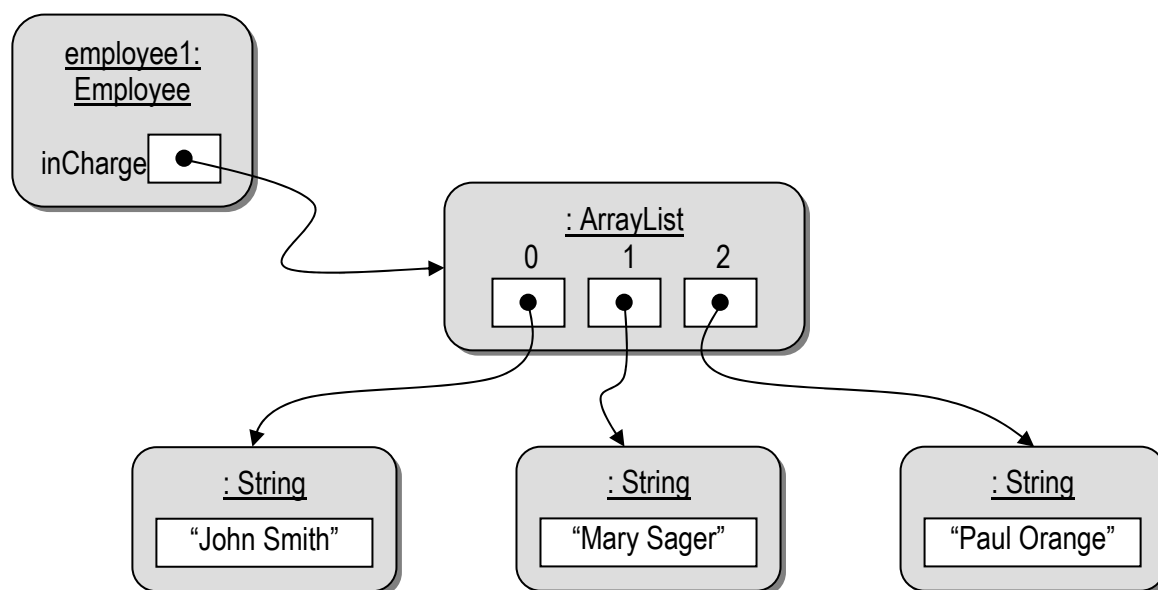 employee1:
Employee
inCharge
: ArrayList
0 1 2
: String
“John Smith”
: String
“Mary Sager”
: String
“Paul Orange”